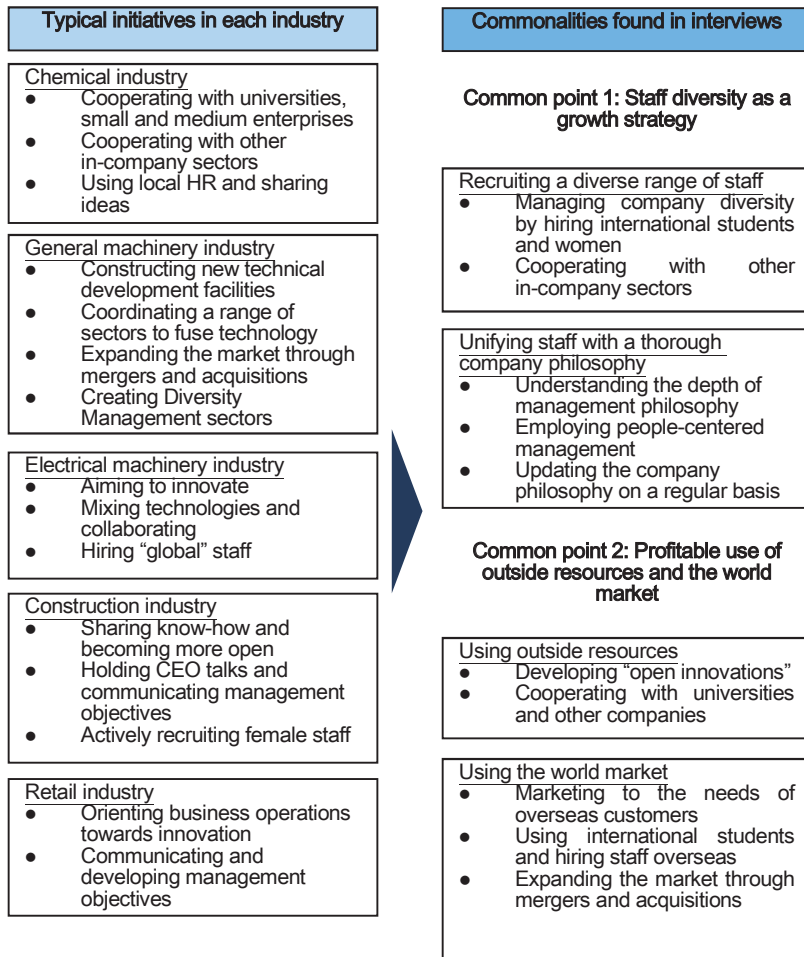 Typical initiatives in each industry
Chemical industry
● Cooperating with universities,
small and medium enterprises
● Cooperating with other
in-company sectors
● Using local HR and sharing
ideas
General machinery industry
● Constructing new technical
development facilities
● Coordinating a range of
sectors to fuse technology
● Expanding the market through
mergers and acquisitions
● Creating Diversity
Management sectors
Electrical machinery industry
● Aiming to innovate
● Mixing technologies and
collaborating
● Hiring “global” staff
Construction industry
● Sharing know-how and
becoming more open
● Holding CEO talks and
communicating management
objectives
● Actively recruiting female staff
Retail industry
● Orienting business operations
towards innovation
● Communicating and
developing management
objectives
Commonalities found in interviews
Common point 1: Staff diversity as a
growth strategy
Recruiting a diverse range of staff
● Managing company diversity
by hiring international students
and women
● Cooperating with other
in-company sectors
Unifying staff with a thorough
company philosophy
● Understanding the depth of
management philosophy
● Employing people-centered
management
● Updating the company
philosophy on a regular basis
Common point 2: Profitable use of
outside resources and the world
market
Using outside resources
● Developing “open innovations”
● Cooperating with universities
and other companies
Using the world market
● Marketing to the needs of
overseas customers
● Using international students
and hiring staff overseas
● Expanding the market through
mergers and acquisitions